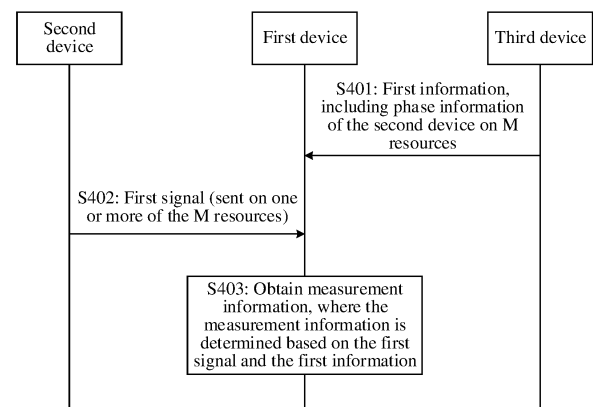 Second
device
First device
Third device
S401: First information,
including phase information
of the second device on M
resources
S402: First signal (sent on one
or more of the M resources)
S403: Obtain measurement
information, where the
measurement information is
determined based on the first
signal and the first information